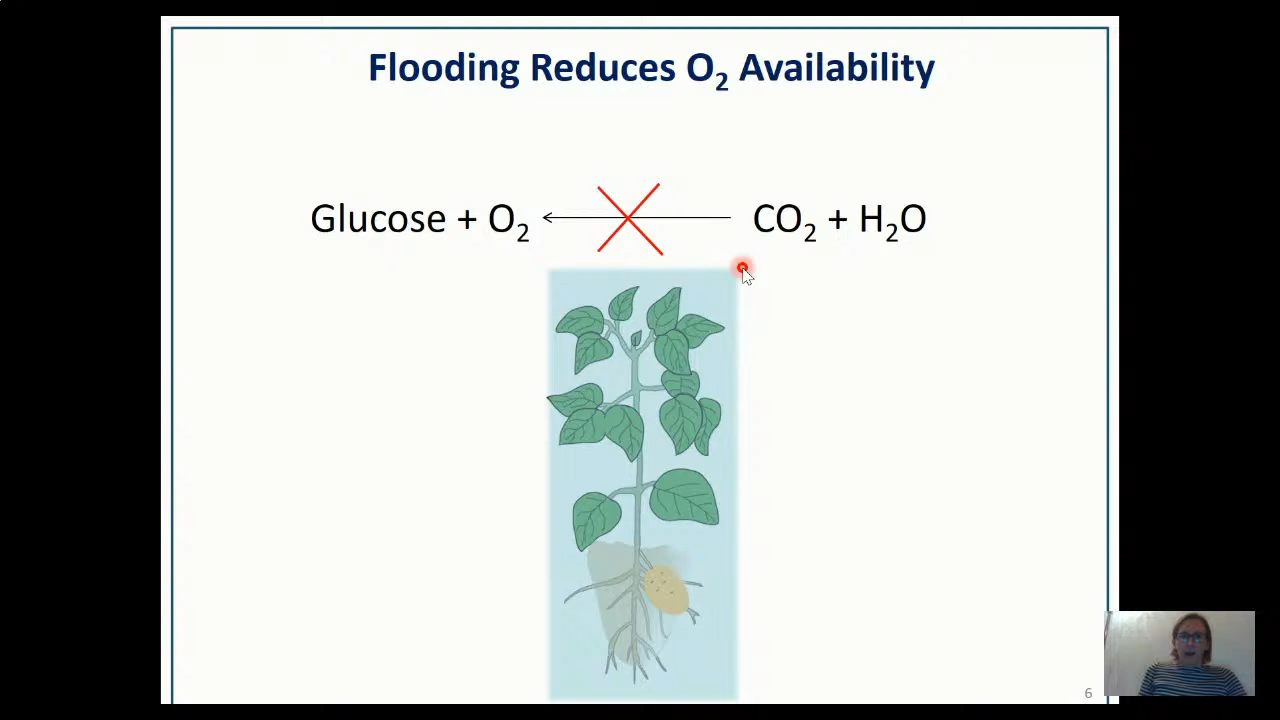 Flooding Reduces O₂ Availability
Glucose + O₂ CO₂ + H₂O
6